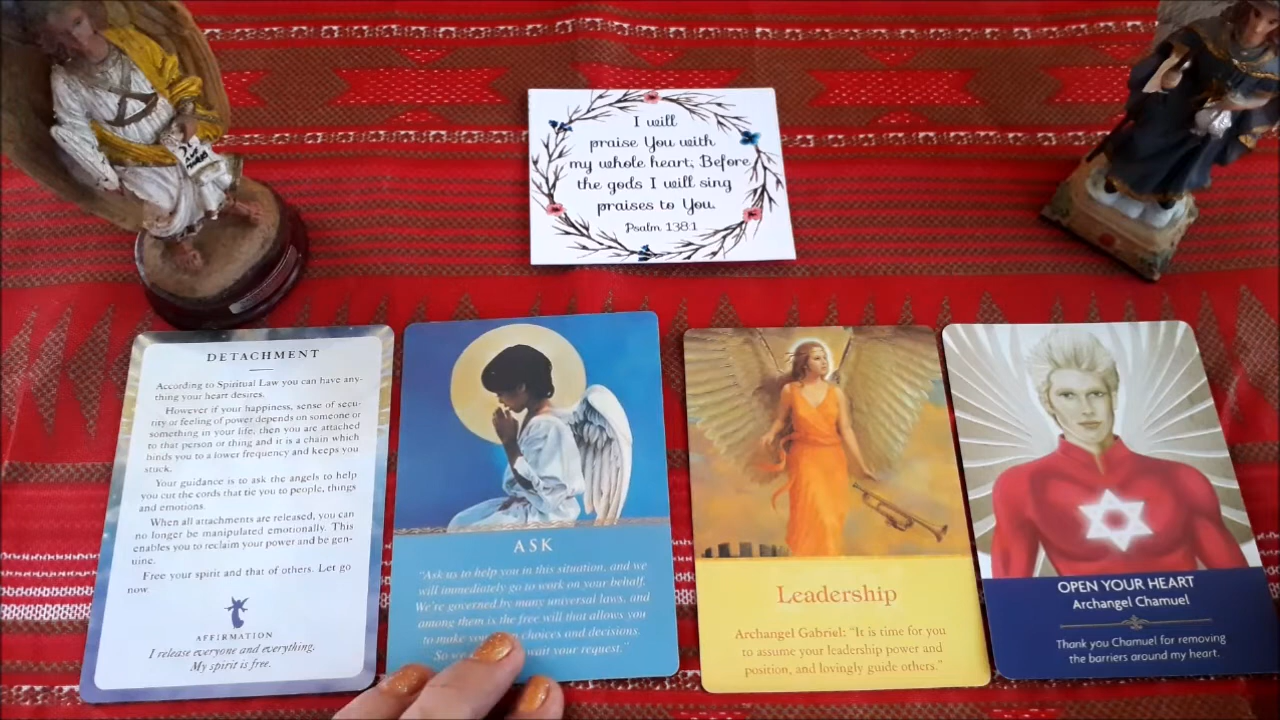 I will
praise You with
my whole heart; Before
the gods I will sing
praises to You.
Psalm 138:1
DETACHMENT
According to Spiritual Law you can have any-
thing your heart desires.
However if your happiness, sense of secu-
rity or feeling of power depends on someone or
something in your life, then you are attached
to that person or thing and it is a chain which
binds you to a lower frequency and keeps you
stuck.
Your guidance is to ask the angels to help
you cut the cords that tie you to people, things
and emotions.
When all attachments are released, you can
no longer be manipulated emotionally. This
enables you to reclaim your power and be gen-
uine.
Free your spirit and that of others. Let go
now
AFFIRMATION
I release everyone and everything.
My spirit is free.
ASK
"Ask us to help you in this situation, and we
will immediately go to work on your behalf.
We're governed by many universal laws, and
among them is the free will that allows you
to make choices and decisions.
So we wait your request."
Leadership
Archangel Gabriel: "It is time for you
to assume your leadership power and
position, and lovingly guide others."
OPEN YOUR HEART
Archangel Chamuel
Thank you Chamuel for removing
the barriers around my heart.